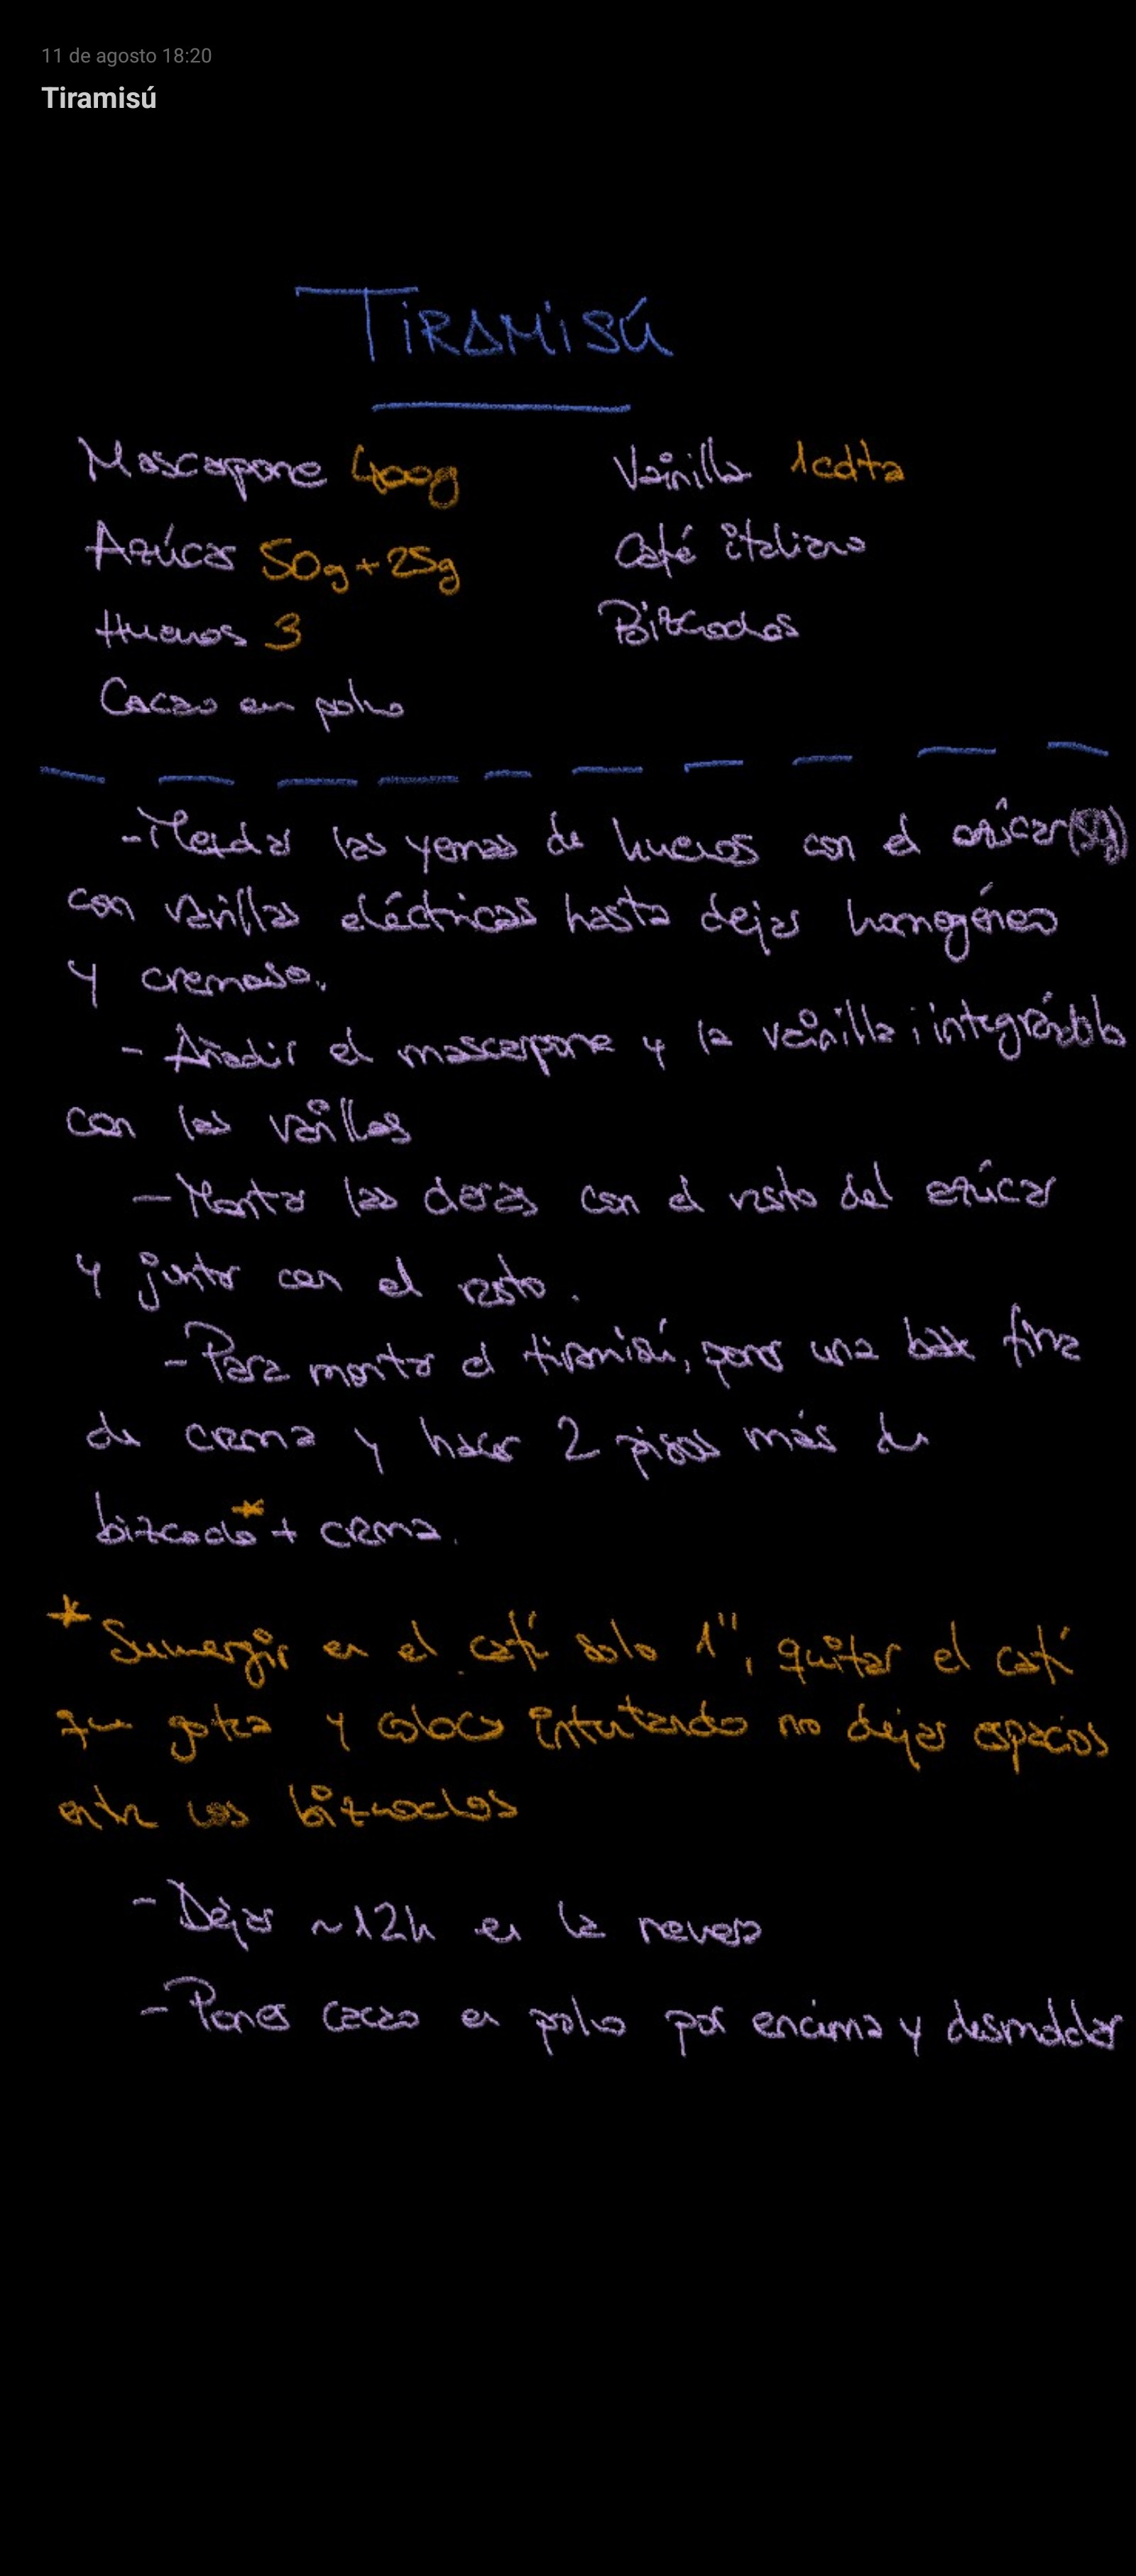 11 de agosto 18:20
Tiramisú
TIRAMISÚ
Mascarpone 400g
Vainilla 1cdta
Azúcar 50g + 25g
Café italiano
Huevos 3
Bizcochos
Cacao en polvo
- Mezclar las yemas de huevos con el azúcar (50g)
con varillas eléctricas hasta dejar homogéneo
y cremoso.
- Añadir el mascarpone y la vainilla; integrándolo
con las varillas
- Montar las claras con el resto del azúcar
y juntar con el resto.
- Para montar el tiramisú, poner una base fina
de crema y hacer 2 pisos más de
bizcocho* + crema.
* Sumergir en el café solo 1", quitar el café
que gotea y colocar intentando no dejar espacios
entre los bizcochos
- Dejar ~12h en la nevera
- Poner cacao en polvo por encima y desmoldar